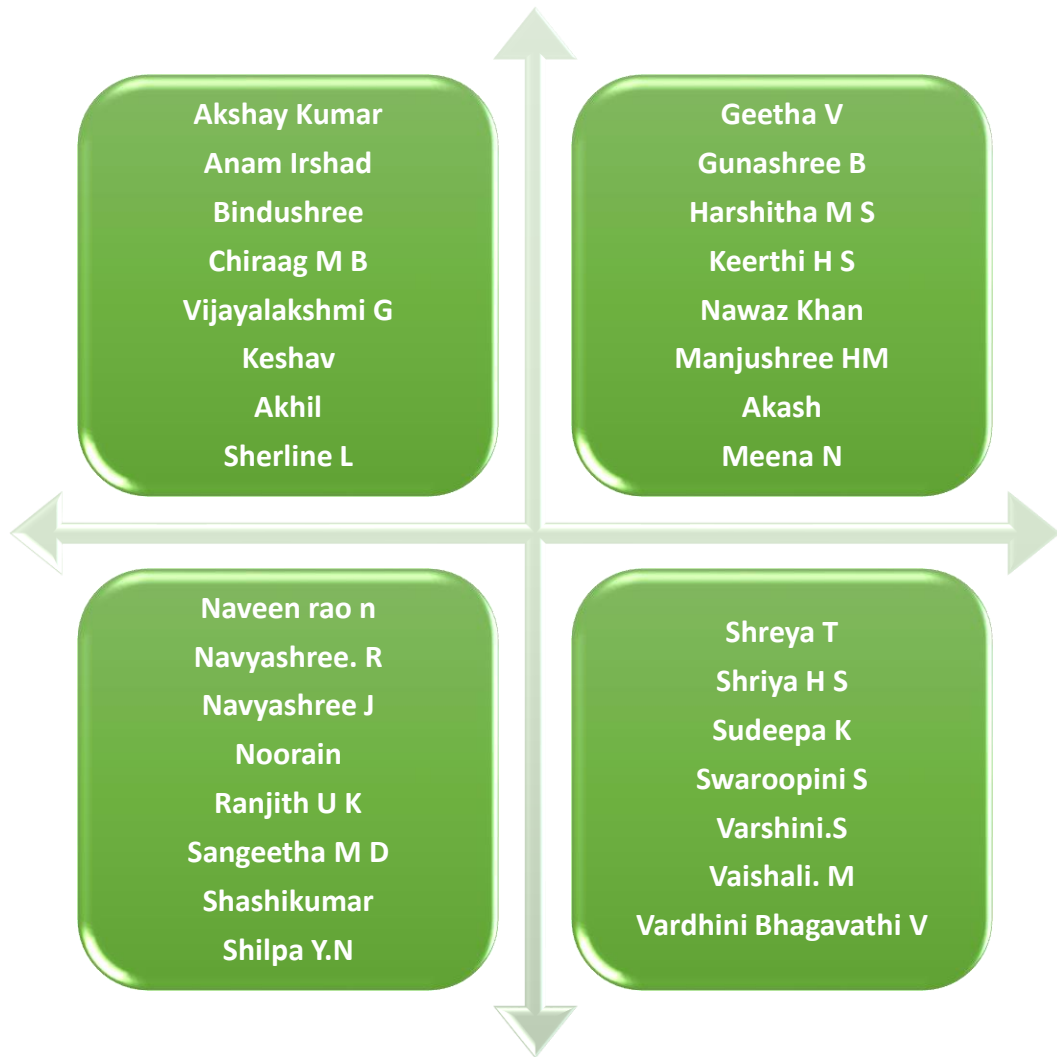 Akshay Kumar
Anam Irshad
Bindushree
Chiraag M B
Vijayalakshmi G
Keshav
Akhil
Sherline L
Geetha V
Gunashree B
Harshitha M S
Keerthi H S
Nawaz Khan
Manjushree HM
Akash
Meena N
Naveen rao n
Navyashree. R
Navyashree J
Noorain
Ranjith U K
Sangeetha M D
Shashikumar
Shilpa Y.N
Shreya T
Shriya H S
Sudeepa K
Swaroopini S
Varshini.S
Vaishali. M
Vardhini Bhagavathi V